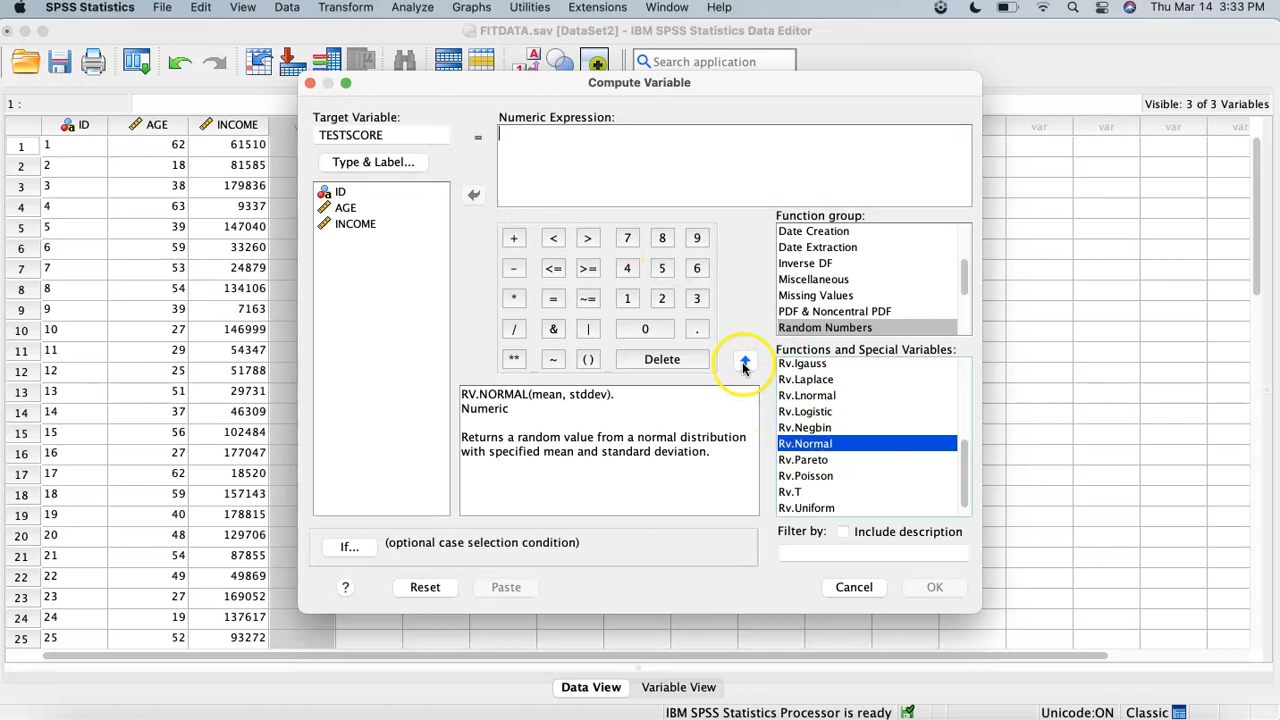 SPSS Statistics File Edit View Data Transform Analyze Graphs Utilities Extensions Window Help Thu Mar 14 3:33 PM
FITDATA.sav [DataSet2] - IBM SPSS Statistics Data Editor
Search application
Compute Variable
1 :
Visible: 3 of 3 Variables
ID AGE INCOME var var var var
1 1 62 61510
2 2 18 81585
3 3 38 179836
4 4 63 9337
5 5 39 147040
6 6 59 33260
7 7 53 24879
8 8 54 134106
9 9 39 7163
10 10 27 146999
11 11 29 54347
12 12 25 51788
13 13 51 29731
14 14 37 46309
15 15 56 102484
16 16 27 177047
17 17 62 18520
18 18 59 157143
19 19 40 178815
20 20 48 129706
21 21 54 87855
22 22 49 49869
23 23 27 169052
24 24 19 137617
25 25 52 93272
Target Variable:
TESTSCORE
=
Type & Label...
ID
AGE
INCOME
Numeric Expression:
+ < > 7 8 9
- <= >= 4 5 6
* = ~= 1 2 3
/ & | 0 .
** ~ () Delete
Function group:
Date Creation
Date Extraction
Inverse DF
Miscellaneous
Missing Values
PDF & Noncentral PDF
Random Numbers
Functions and Special Variables:
Rv.Igauss
Rv.Laplace
Rv.Lnormal
Rv.Logistic
Rv.Negbin
Rv.Normal
Rv.Pareto
Rv.Poisson
Rv.T
Rv.Uniform
RV.NORMAL(mean, stddev).
Numeric
Returns a random value from a normal distribution
with specified mean and standard deviation.
If... (optional case selection condition)
Filter by: Include description
? Reset Paste Cancel OK
Data View Variable View
IBM SPSS Statistics Processor is ready Unicode:ON Classic